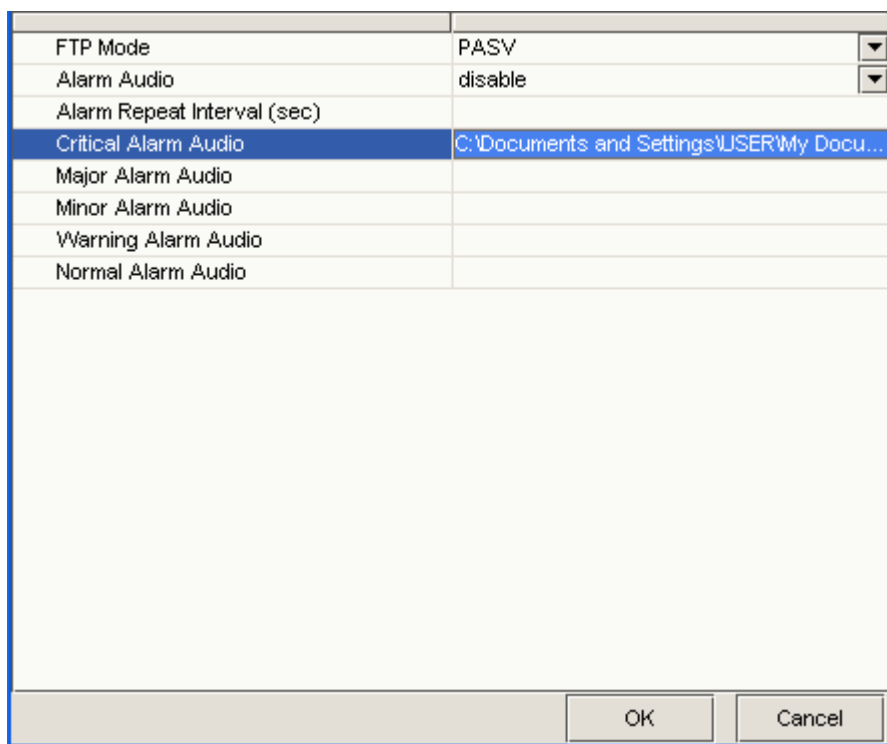 FTP Mode PASV
Alarm Audio disable
Alarm Repeat Interval (sec)
Critical Alarm Audio C:\Documents and Settings\USER\My Docu...
Major Alarm Audio
Minor Alarm Audio
Warning Alarm Audio
Normal Alarm Audio
OK Cancel